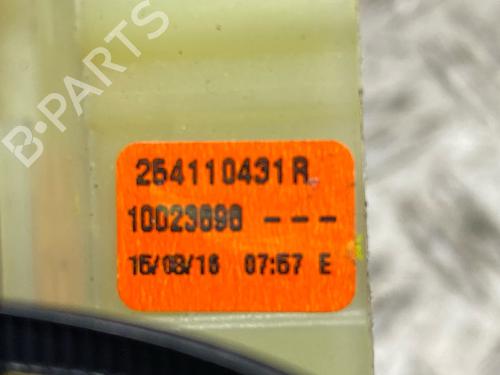 B-PARTS
254110431R
10023698 ---
15/08/16 07:57 E